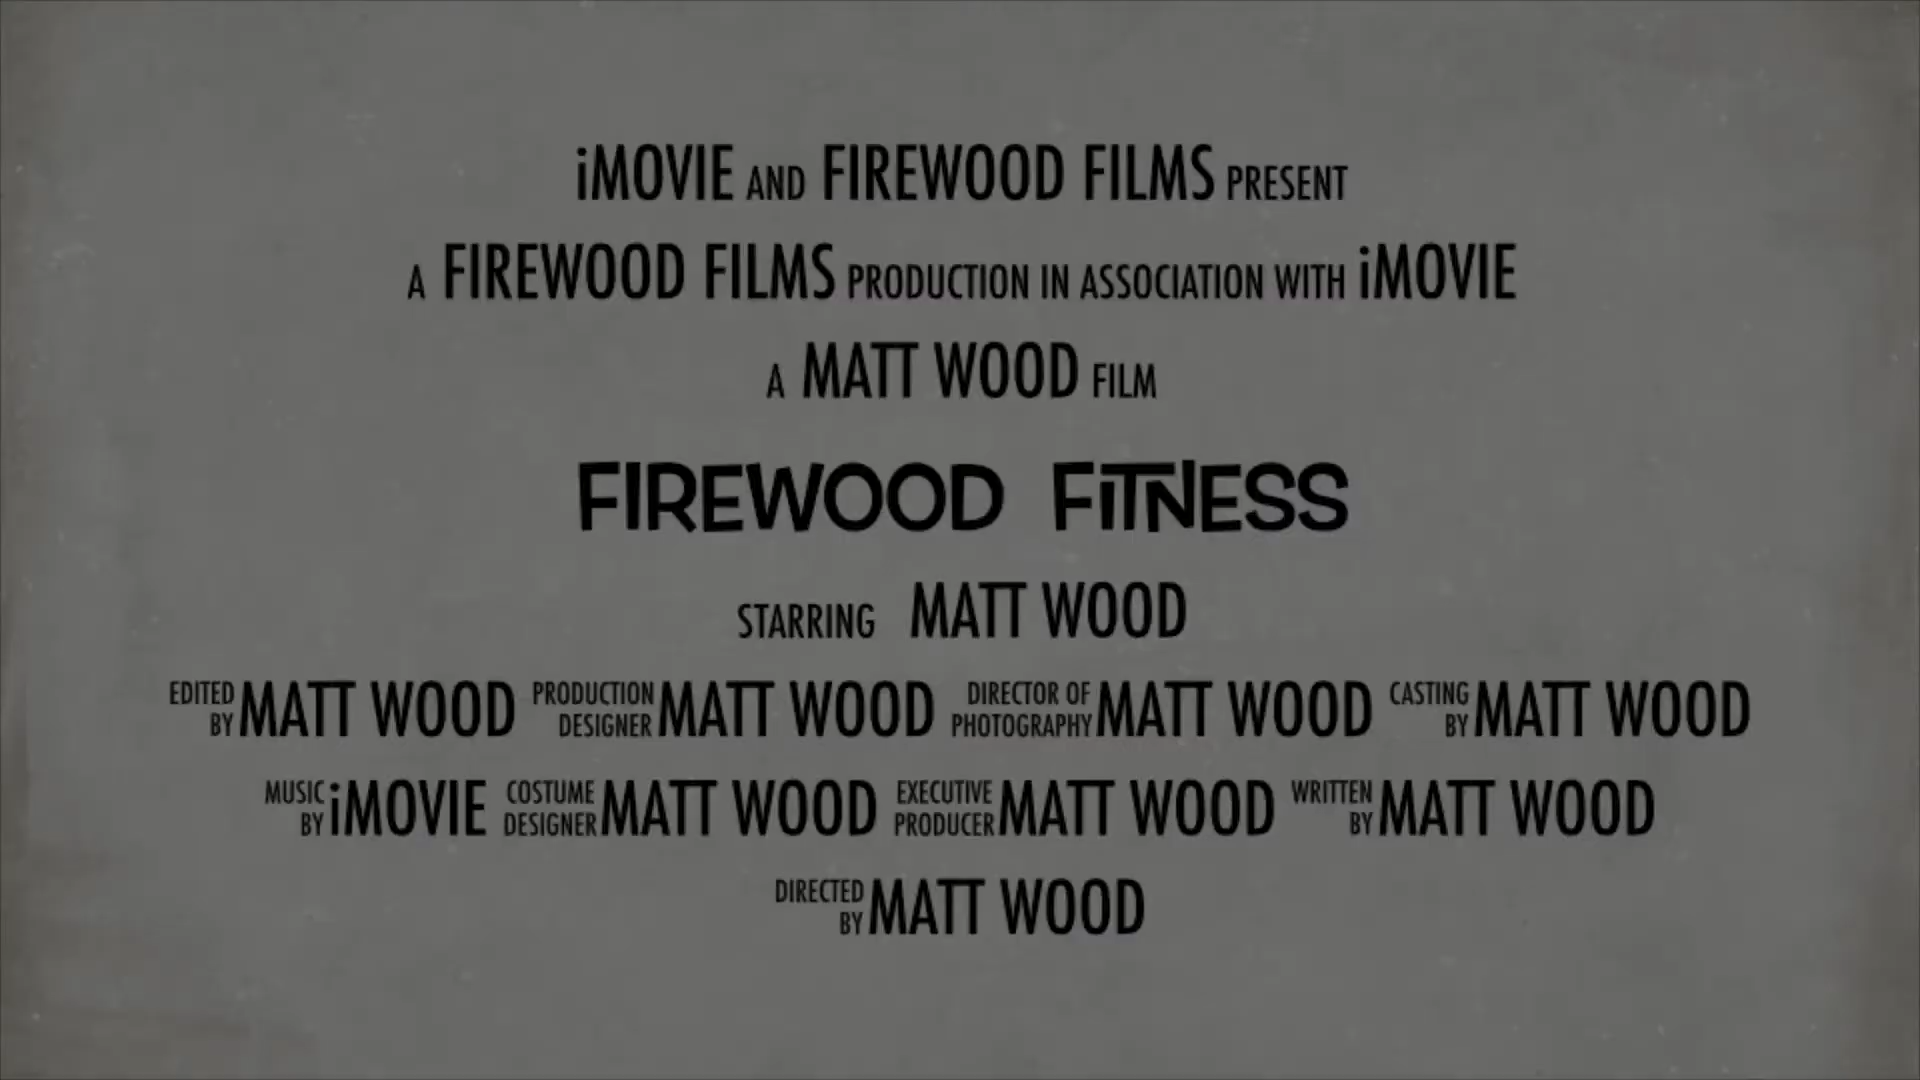 iMOVIE AND FIREWOOD FILMS PRESENT
A FIREWOOD FILMS PRODUCTION IN ASSOCIATION WITH iMOVIE
A MATT WOOD FILM
FIREWOOD FiTNESS
STARRING MATT WOOD
EDITED BY MATT WOOD PRODUCTION DESIGNER MATT WOOD DIRECTOR OF PHOTOGRAPHY MATT WOOD CASTING BY MATT WOOD
MUSIC BY iMOVIE COSTUME DESIGNER MATT WOOD EXECUTIVE PRODUCER MATT WOOD WRITTEN BY MATT WOOD
DIRECTED BY MATT WOOD